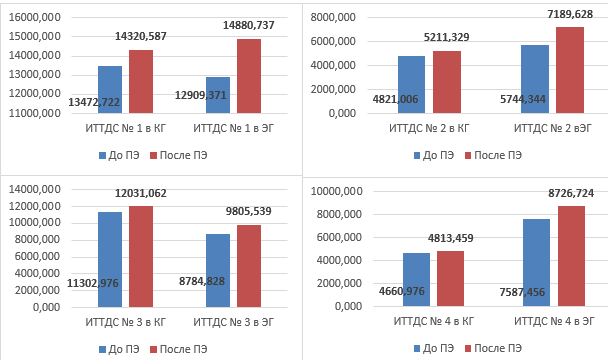 16000,000
15000,000
14000,000
13000,000
12000,000
11000,000
14320,587
14880,737
13472,722
12909,371
ИТТДС № 1 в КГ
ИТТДС № 1 в ЭГ
До ПЭ
После ПЭ
8000,000
6000,000
4000,000
2000,000
0,000
5211,329
7189,628
4821,006
5744,344
ИТТДС № 2 в КГ
ИТТДС № 2 вЭГ
До ПЭ
После ПЭ
14000,000
12000,000
10000,000
8000,000
6000,000
4000,000
2000,000
0,000
12031,062
9805,539
11302,976
8784,828
ИТТДС № 3 в КГ
ИТТДС № 3 в ЭГ
До ПЭ
После ПЭ
10000,000
8000,000
6000,000
4000,000
2000,000
0,000
4813,459
8726,724
4660,976
7587,456
ИТТДС № 4 в КГ
ИТТДС № 4 в ЭГ
До ПЭ
После ПЭ